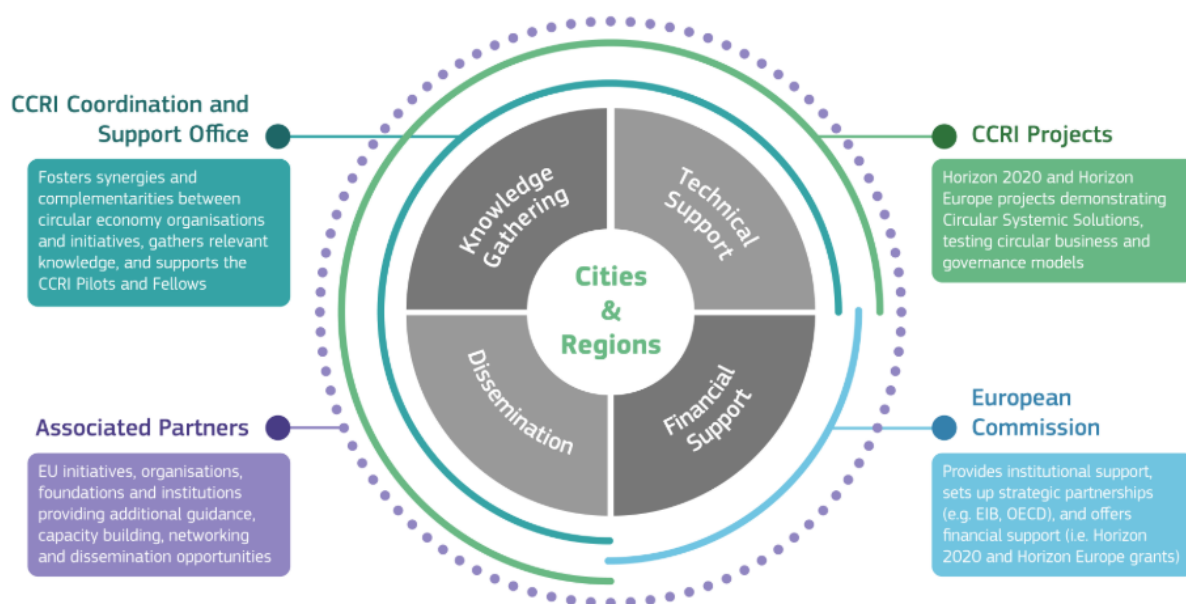 CCRI Coordination and
Support Office
Fosters synergies and
complementarities between
circular economy organisations
and initiatives, gathers relevant
knowledge, and supports the
CCRI Pilots and Fellows
Knowledge
Gathering
Technical
Support
CCRI Projects
Horizon 2020 and Horizon
Europe projects demonstrating
Circular Systemic Solutions,
testing circular business and
governance models
Cities
&
Regions
Associated Partners
EU initiatives, organisations,
foundations and institutions
providing additional guidance,
capacity building, networking
and dissemination opportunities
Dissemination
Financial
Support
European
Commission
Provides institutional support,
sets up strategic partnerships
(e.g. EIB, OECD), and offers
financial support (i.e. Horizon
2020 and Horizon Europe grants)